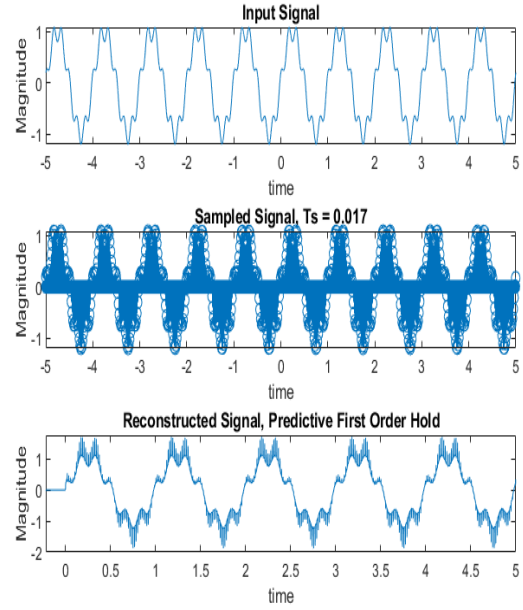 Input Signal
1
0
-1
Magnitude
-5 -4 -3 -2 -1 0 1 2 3 4 5
time
Sampled Signal, Ts = 0.017
1
0
-1
Magnitude
-5 -4 -3 -2 -1 0 1 2 3 4 5
time
Reconstructed Signal, Predictive First Order Hold
1
0
-1
-2
Magnitude
0 0.5 1 1.5 2 2.5 3 3.5 4 4.5 5
time